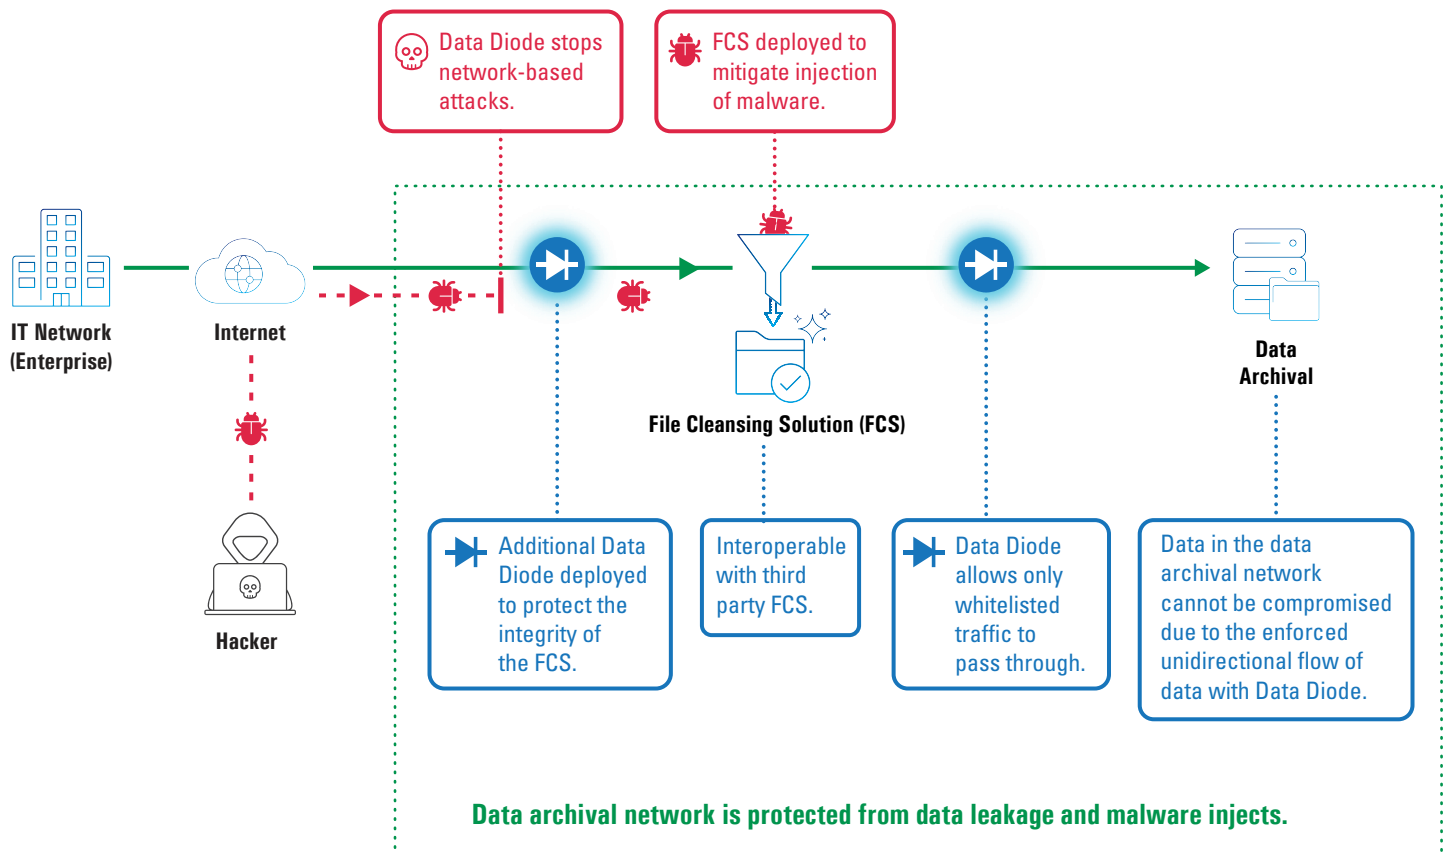 Data Diode stops
network-based
attacks.
FCS deployed to
mitigate injection
of malware.
IT Network
(Enterprise)
Internet
Data
Archival
File Cleansing Solution (FCS)
Hacker
Additional Data
Diode deployed
to protect the
integrity of
the FCS.
Interoperable
with third
party FCS.
Data Diode
allows only
whitelisted
traffic to
pass through.
Data in the data
archival network
cannot be compromised
due to the enforced
unidirectional flow of
data with Data Diode.
Data archival network is protected from data leakage and malware injects.